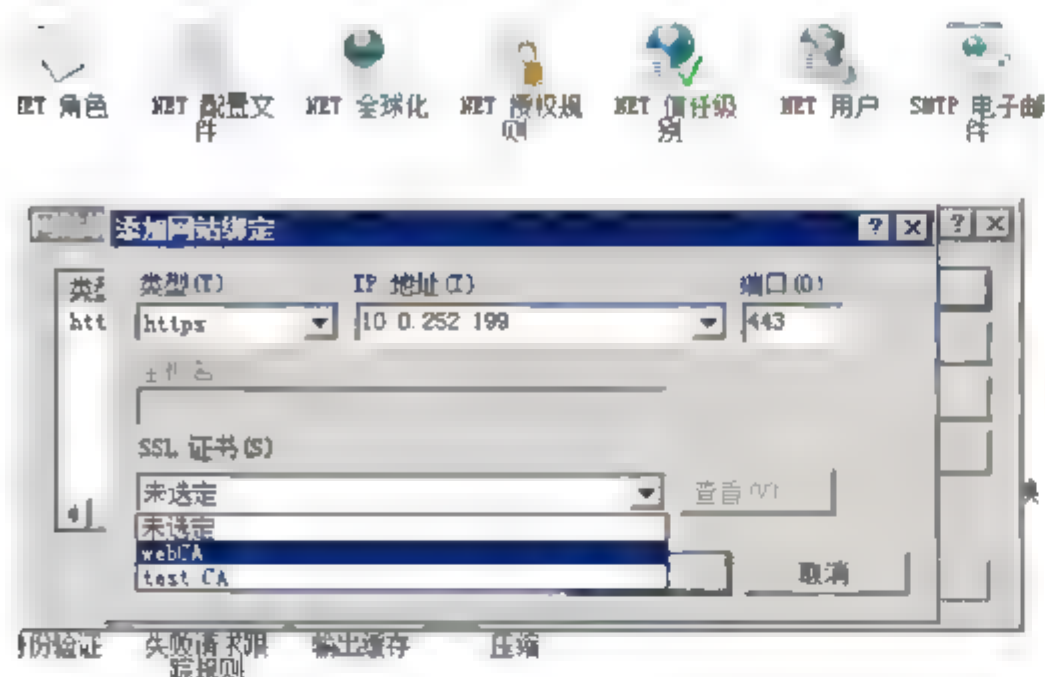 NET 角色
NET 配置文件
NET 全球化
NET 授权规则
NET 信任级别
NET 用户
SMTP 电子邮件
添加网站绑定
类型(T)
IP 地址(I)
端口(O)
https
10.0.252.199
443
SSL 证书(S)
未选定
查看(V)
未选定
webCA
test CA
取消
份验证
失败请求跟踪规则
输出缓存
压缩